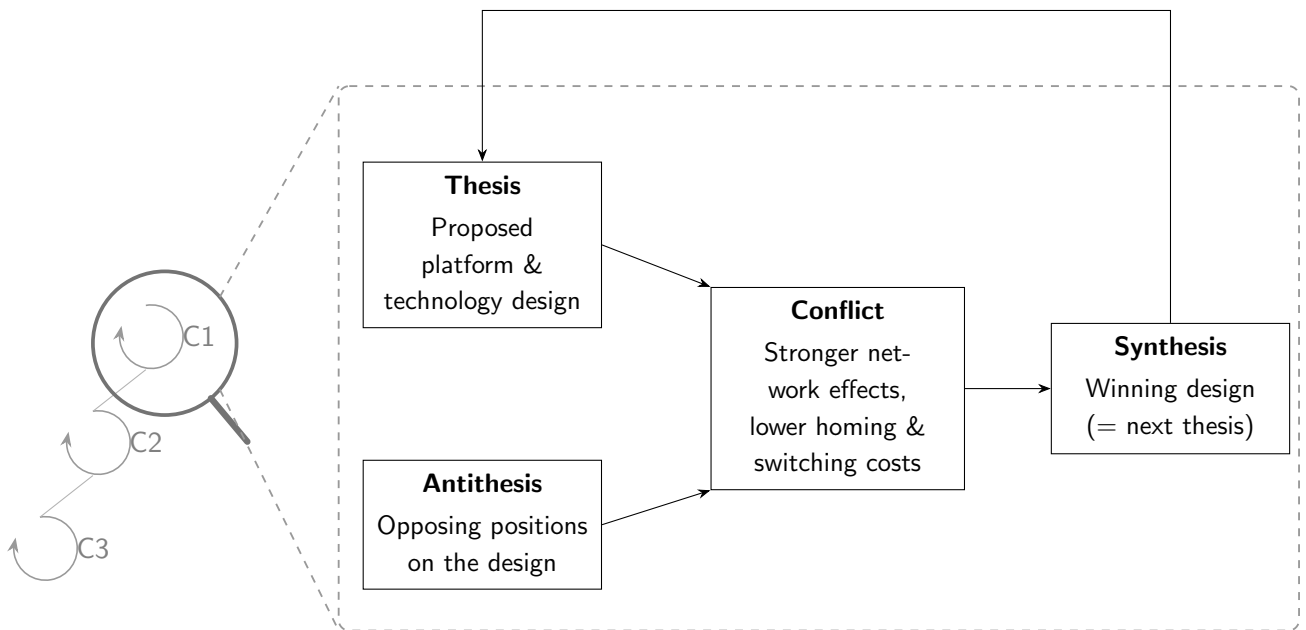 Thesis
Proposed
platform &
technology design
Conflict
Stronger net-
work effects,
lower homing &
switching costs
Synthesis
Winning design
(= next thesis)
Antithesis
Opposing positions
on the design
C1
C2
C3